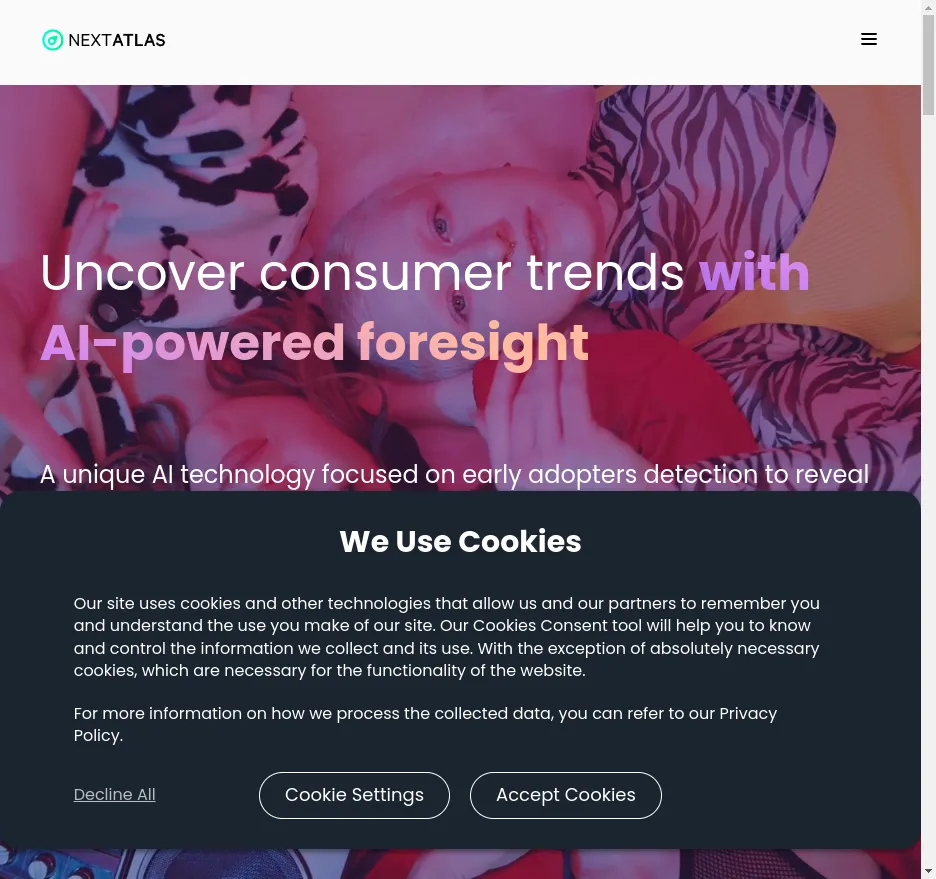 NEXTATLAS
Uncover consumer trends with
AI-powered foresight
A unique AI technology focused on early adopters detection to reveal
We Use Cookies
Our site uses cookies and other technologies that allow us and our partners to remember you
and understand the use you make of our site. Our Cookies Consent tool will help you to know
and control the information we collect and its use. With the exception of absolutely necessary
cookies, which are necessary for the functionality of the website.
For more information on how we process the collected data, you can refer to our Privacy
Policy.
Decline All
Cookie Settings
Accept Cookies